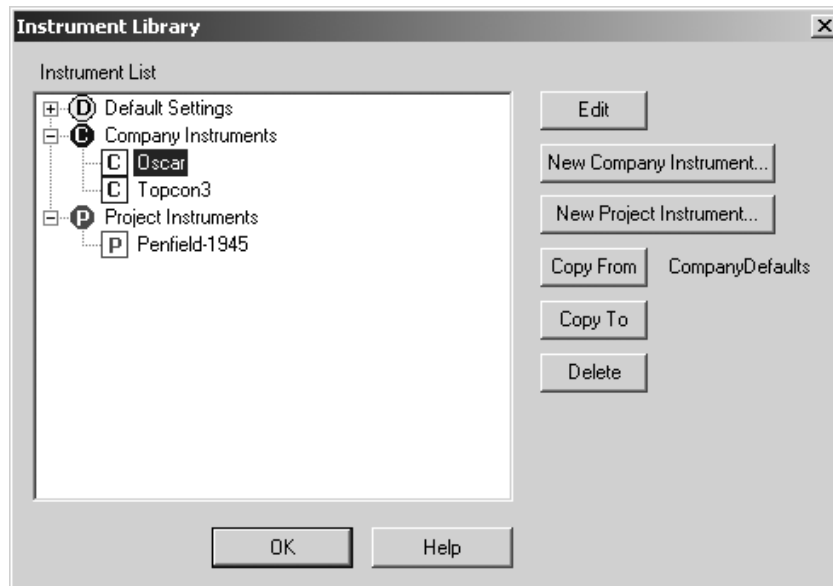 Instrument Library
Instrument List
D Default Settings
C Company Instruments
C Oscar
C Topcon3
P Project Instruments
P Penfield-1945
Edit
New Company Instrument...
New Project Instrument...
Copy From CompanyDefaults
Copy To
Delete
OK Help